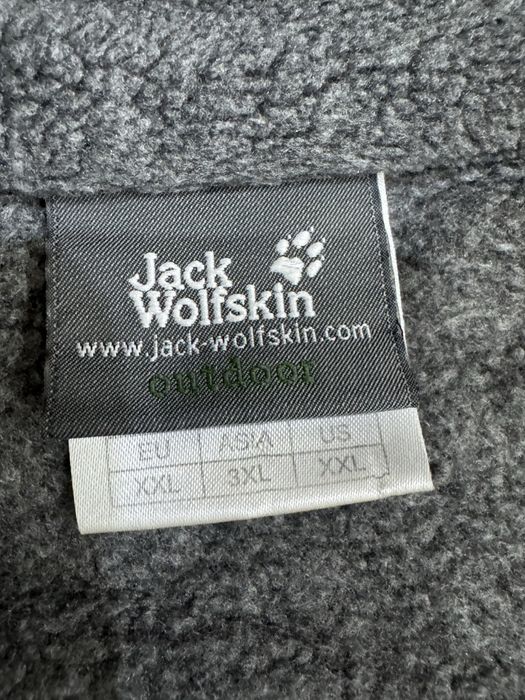 Jack
Wolfskin
www.jack-wolfskin.com
outdoor
EU ASIA US
XXL 3XL XXL